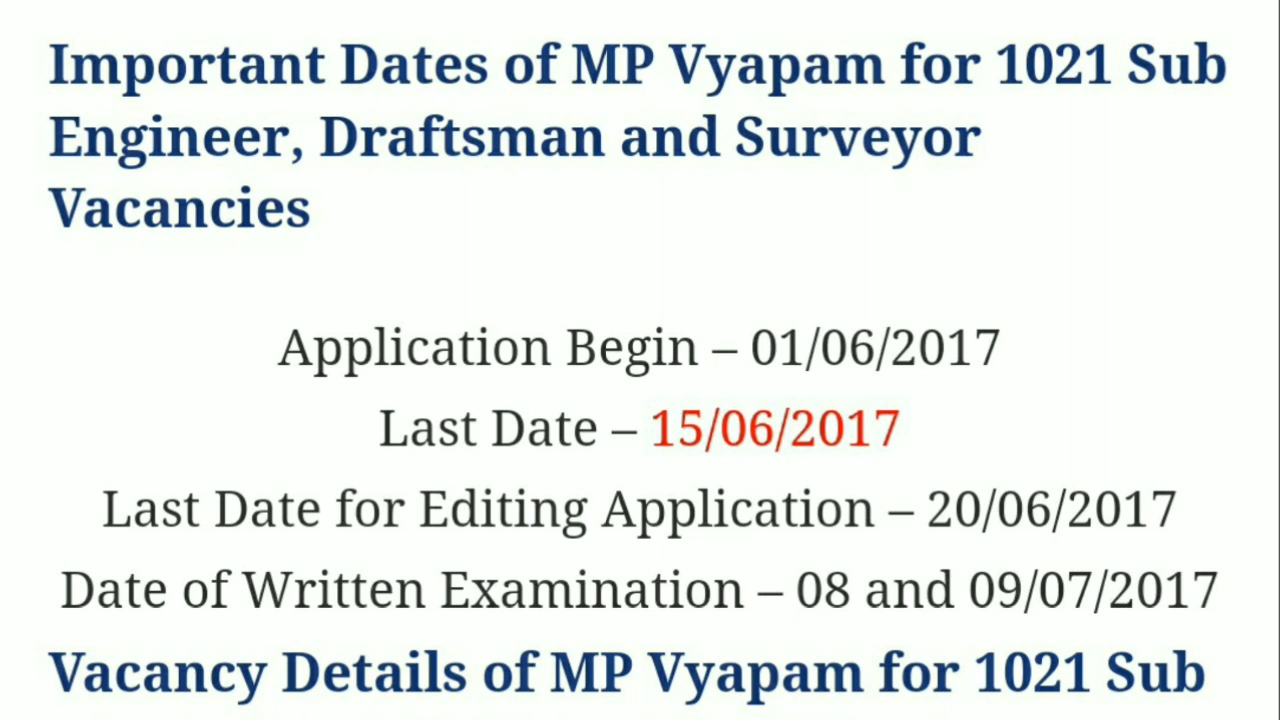 Important Dates of MP Vyapam for 1021 Sub
Engineer, Draftsman and Surveyor
Vacancies
Application Begin – 01/06/2017
Last Date – 15/06/2017
Last Date for Editing Application – 20/06/2017
Date of Written Examination – 08 and 09/07/2017
Vacancy Details of MP Vyapam for 1021 Sub